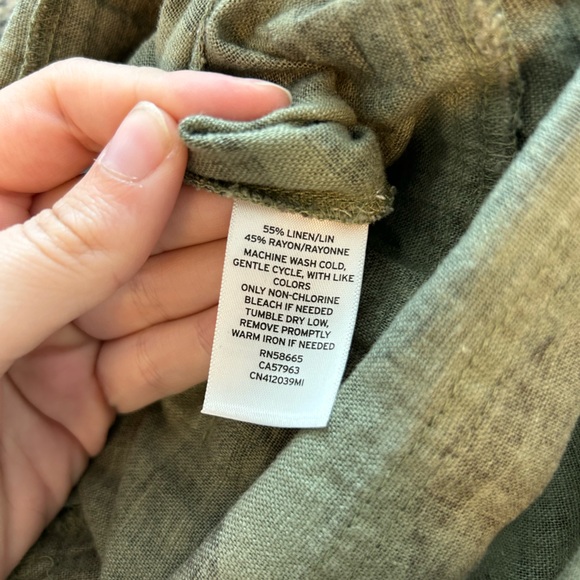 55% LINEN/LIN
45% RAYON/RAYONNE
MACHINE WASH COLD,
GENTLE CYCLE, WITH LIKE
COLORS
ONLY NON-CHLORINE
BLEACH IF NEEDED
TUMBLE DRY LOW,
REMOVE PROMPTLY
WARM IRON IF NEEDED
RN58665
CA57963
CN412039MI